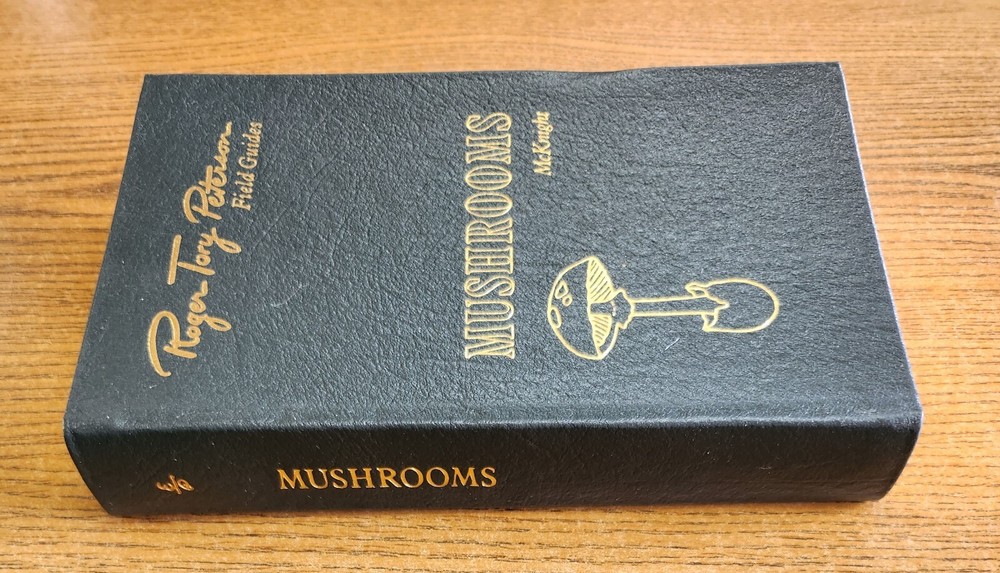 Roger Tory Peterson
Field Guides
MUSHROOMS
McKnight
MUSHROOMS